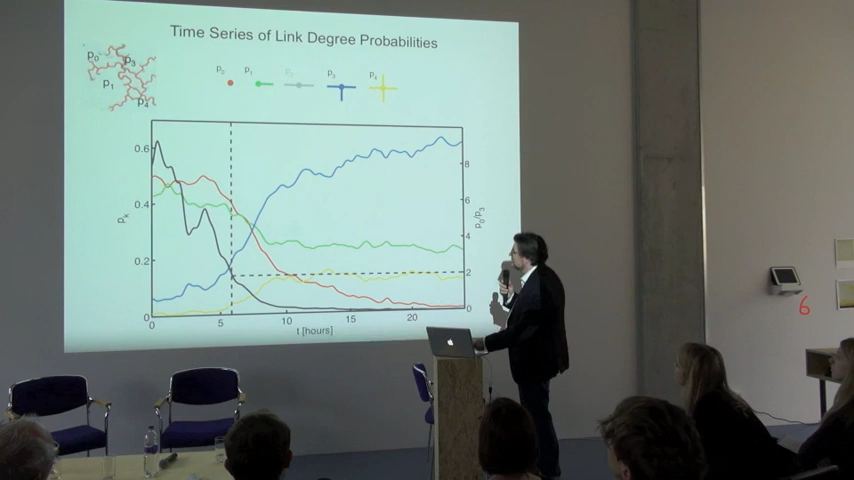 Time Series of Link Degree Probabilities
p₀ p₃
p₁
p₄
p₀ p₁ p₂ p₃ p₄
0.6
0.4
0.2
0
pₖ
8
6
4
2
0
p₀/p₃
0 5 10 15 20
t [hours]
6